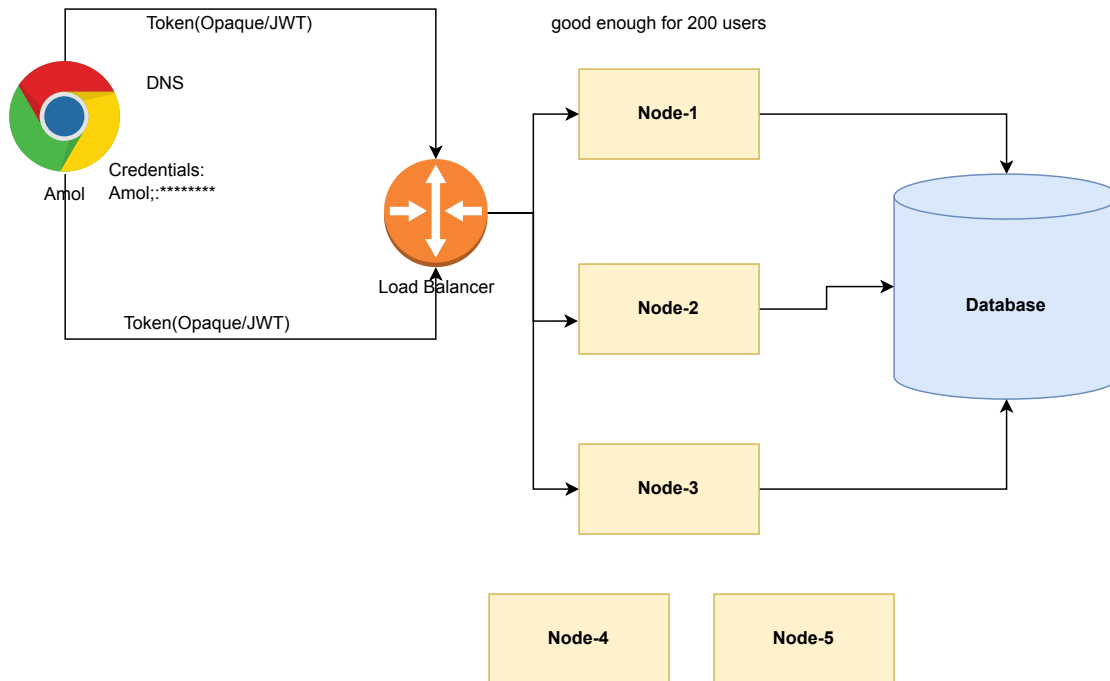 Token(Opaque/JWT)
good enough for 200 users
DNS
Node-1
Credentials:
Amol;:********
Amol
Load Balancer
Node-2
Database
Token(Opaque/JWT)
Node-3
Node-4
Node-5